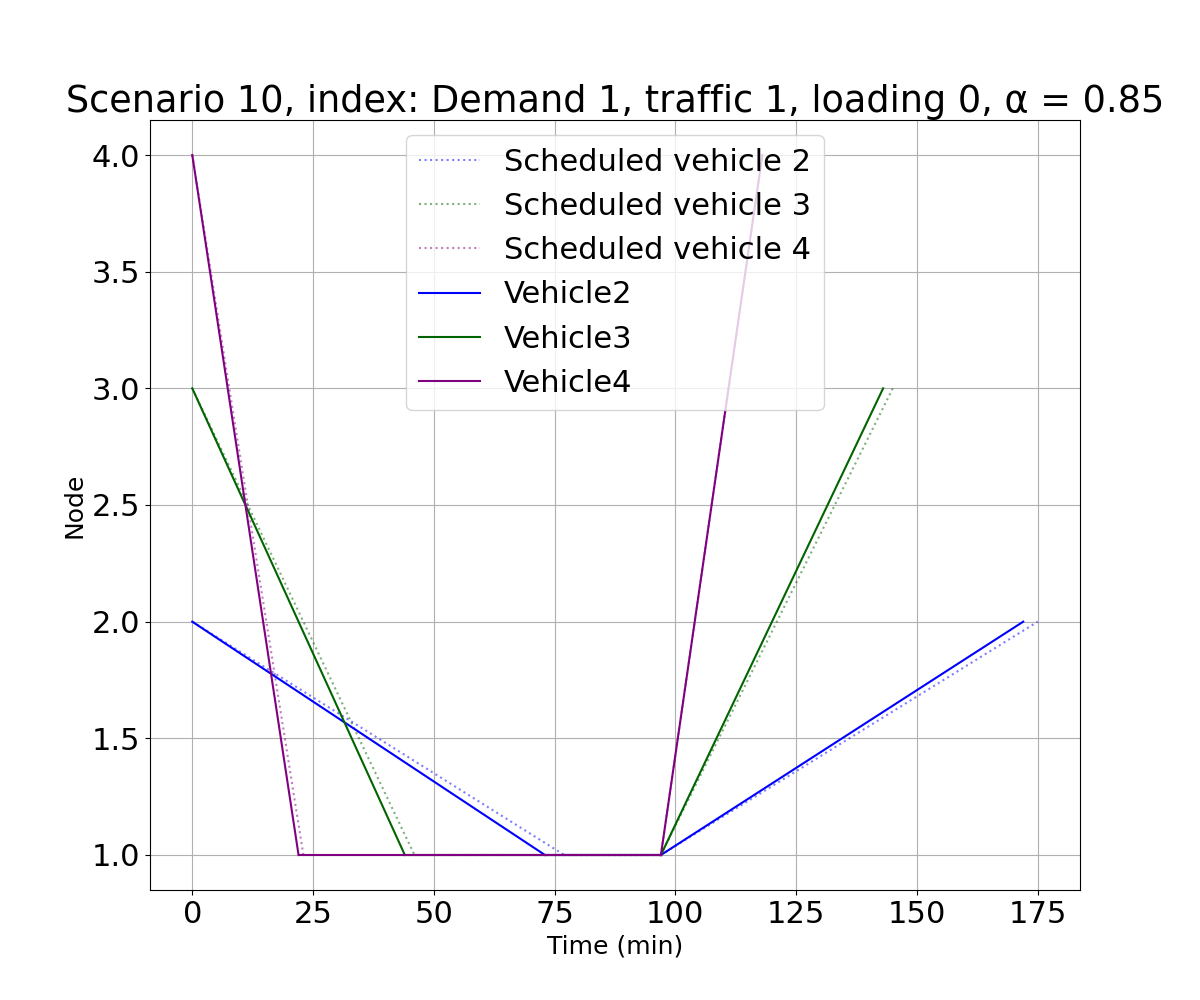 Scenario 10, index: Demand 1, traffic 1, loading 0, α = 0.85
4.0
3.5
3.0
2.5
2.0
1.5
1.0
Node
Scheduled vehicle 2
Scheduled vehicle 3
Scheduled vehicle 4
Vehicle2
Vehicle3
Vehicle4
0 25 50 75 100 125 150 175
Time (min)